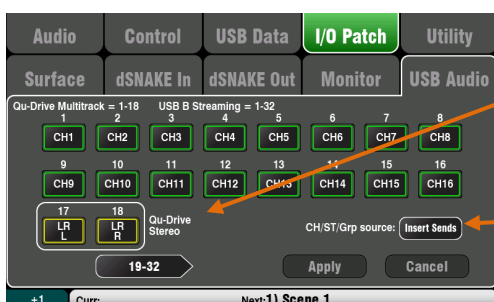 Audio Control USB Data I/O Patch Utility
Surface dSNAKE In dSNAKE Out Monitor USB Audio
Qu-Drive Multitrack = 1-18 USB B Streaming = 1-32
1 2 3 4 5 6 7 8
CH1 CH2 CH3 CH4 CH5 CH6 CH7 CH8
9 10 11 12 13 14 15 16
CH9 CH10 CH11 CH12 CH13 CH14 CH15 CH16
17 18
LR L LR R Qu-Drive Stereo CH/ST/Grp source: Insert Sends
19-32 Apply Cancel
+1 Curr: Next: 1) Scene 1